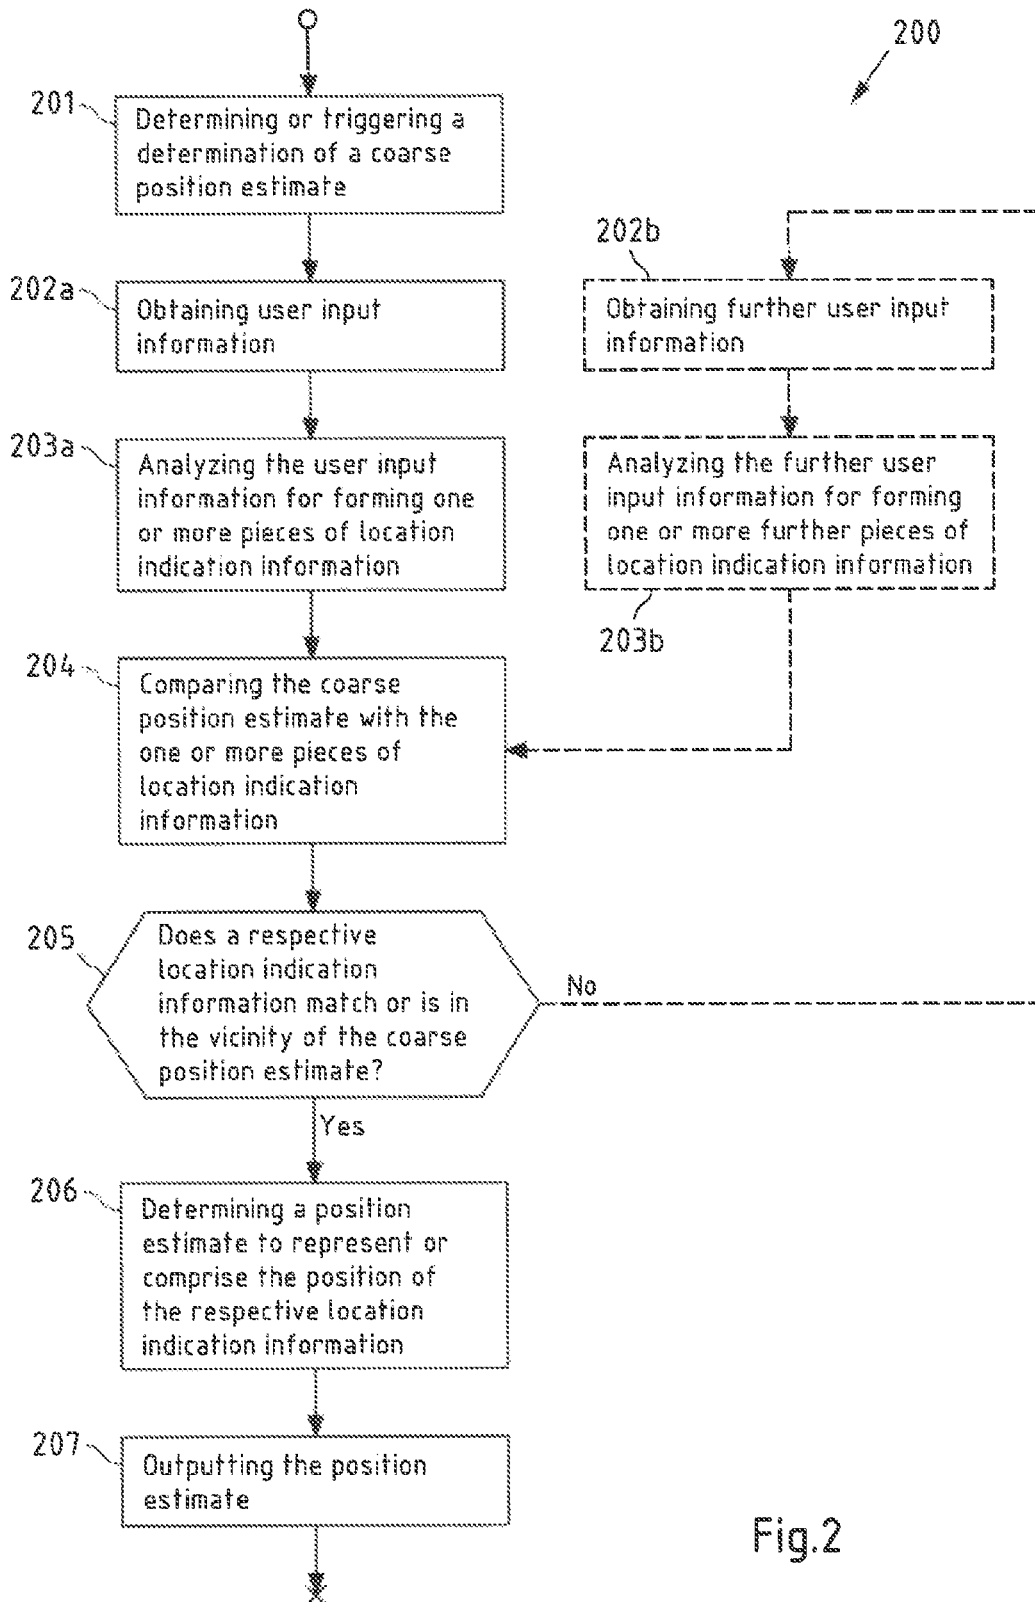 200
201
Determining or triggering a
determination of a coarse
position estimate
202a
Obtaining user input
information
202b
Obtaining further user input
information
203a
Analyzing the user input
information for forming one
or more pieces of location
indication information
Analyzing the further user
input information for forming
one or more further pieces of
location indication information
203b
204
Comparing the coarse
position estimate with the
one or more pieces of
location indication
information
205
Does a respective
location indication
information match or is in
the vicinity of the coarse
position estimate?
No
Yes
206
Determining a position
estimate to represent or
comprise the position of
the respective location
indication information
207
Outputting the position
estimate
Fig.2